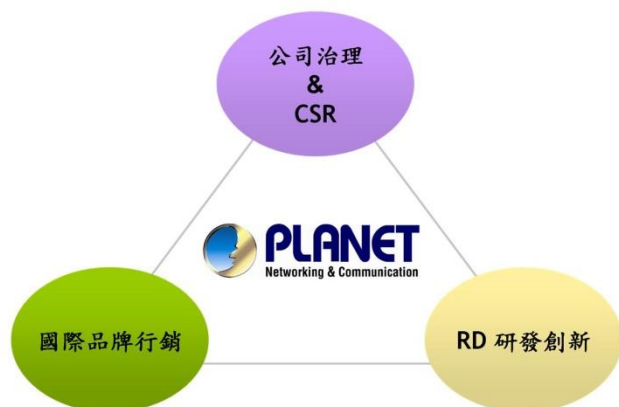 公司治理
&
CSR
PLANET
Networking & Communication
國際品牌行銷
RD 研發創新